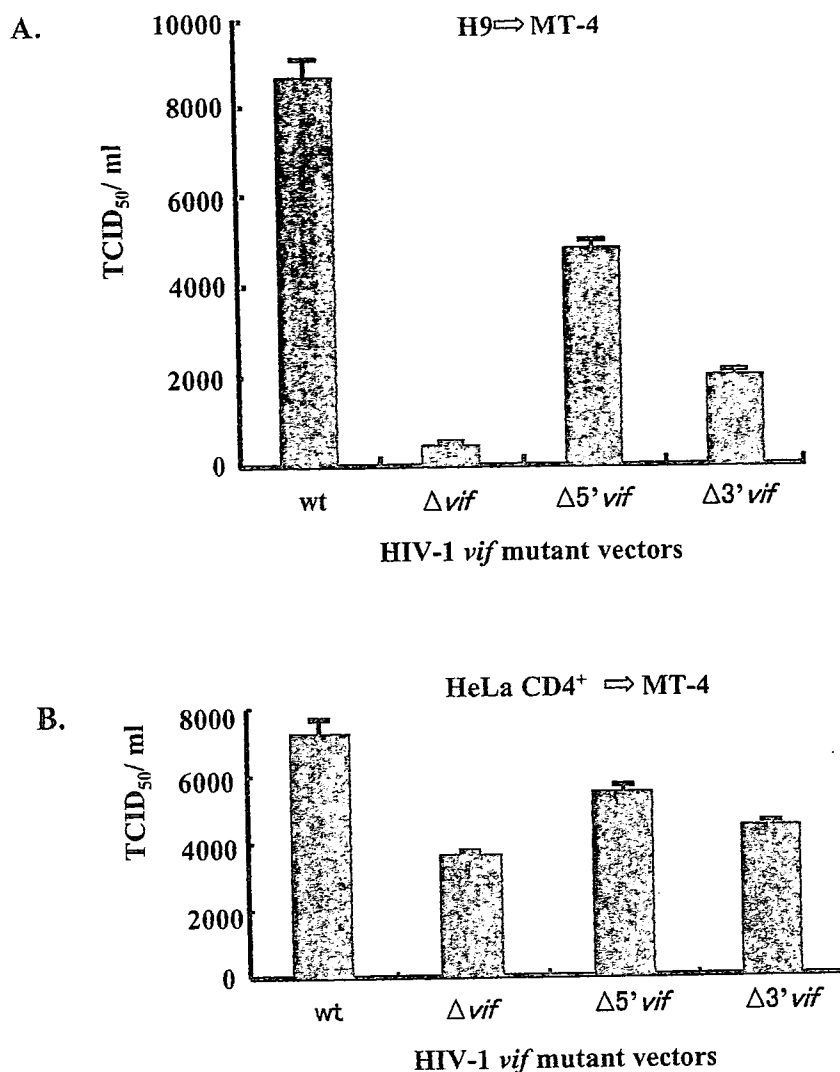 A.
H9⇨MT-4
TCID₅₀/ ml
10000
8000
6000
4000
2000
0
wt
Δvif
Δ5'vif
Δ3'vif
HIV-1 vif mutant vectors
B.
HeLa CD4⁺ ⇨ MT-4
TCID₅₀/ ml
8000
6000
4000
2000
0
wt
Δvif
Δ5'vif
Δ3'vif
HIV-1 vif mutant vectors